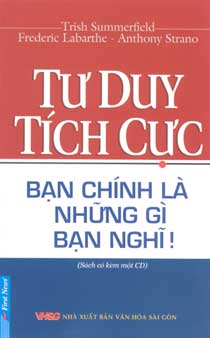 Trish Summerfield
Frederic Labarthe - Anthony Strano
TƯ DUY
TÍCH CỰC
BẠN CHÍNH LÀ
NHỮNG GÌ
BẠN NGHĨ !
(Sách có kèm một CD)
First News
VHSG NHÀ XUẤT BẢN VĂN HÓA SÀI GÒN